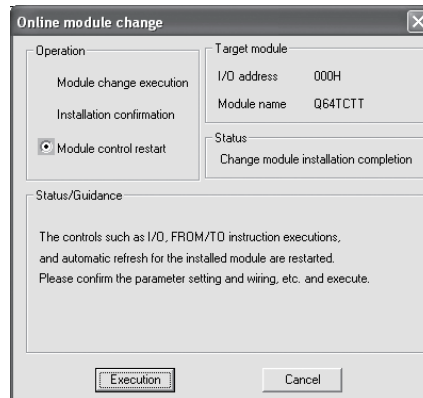 Online module change
Operation
Module change execution
Installation confirmation
Module control restart
Target module
I/O address 000H
Module name Q64TCTT
Status
Change module installation completion
Status/Guidance
The controls such as I/O, FROM/TO instruction executions,
and automatic refresh for the installed module are restarted.
Please confirm the parameter setting and wiring, etc. and execute.
Execution Cancel